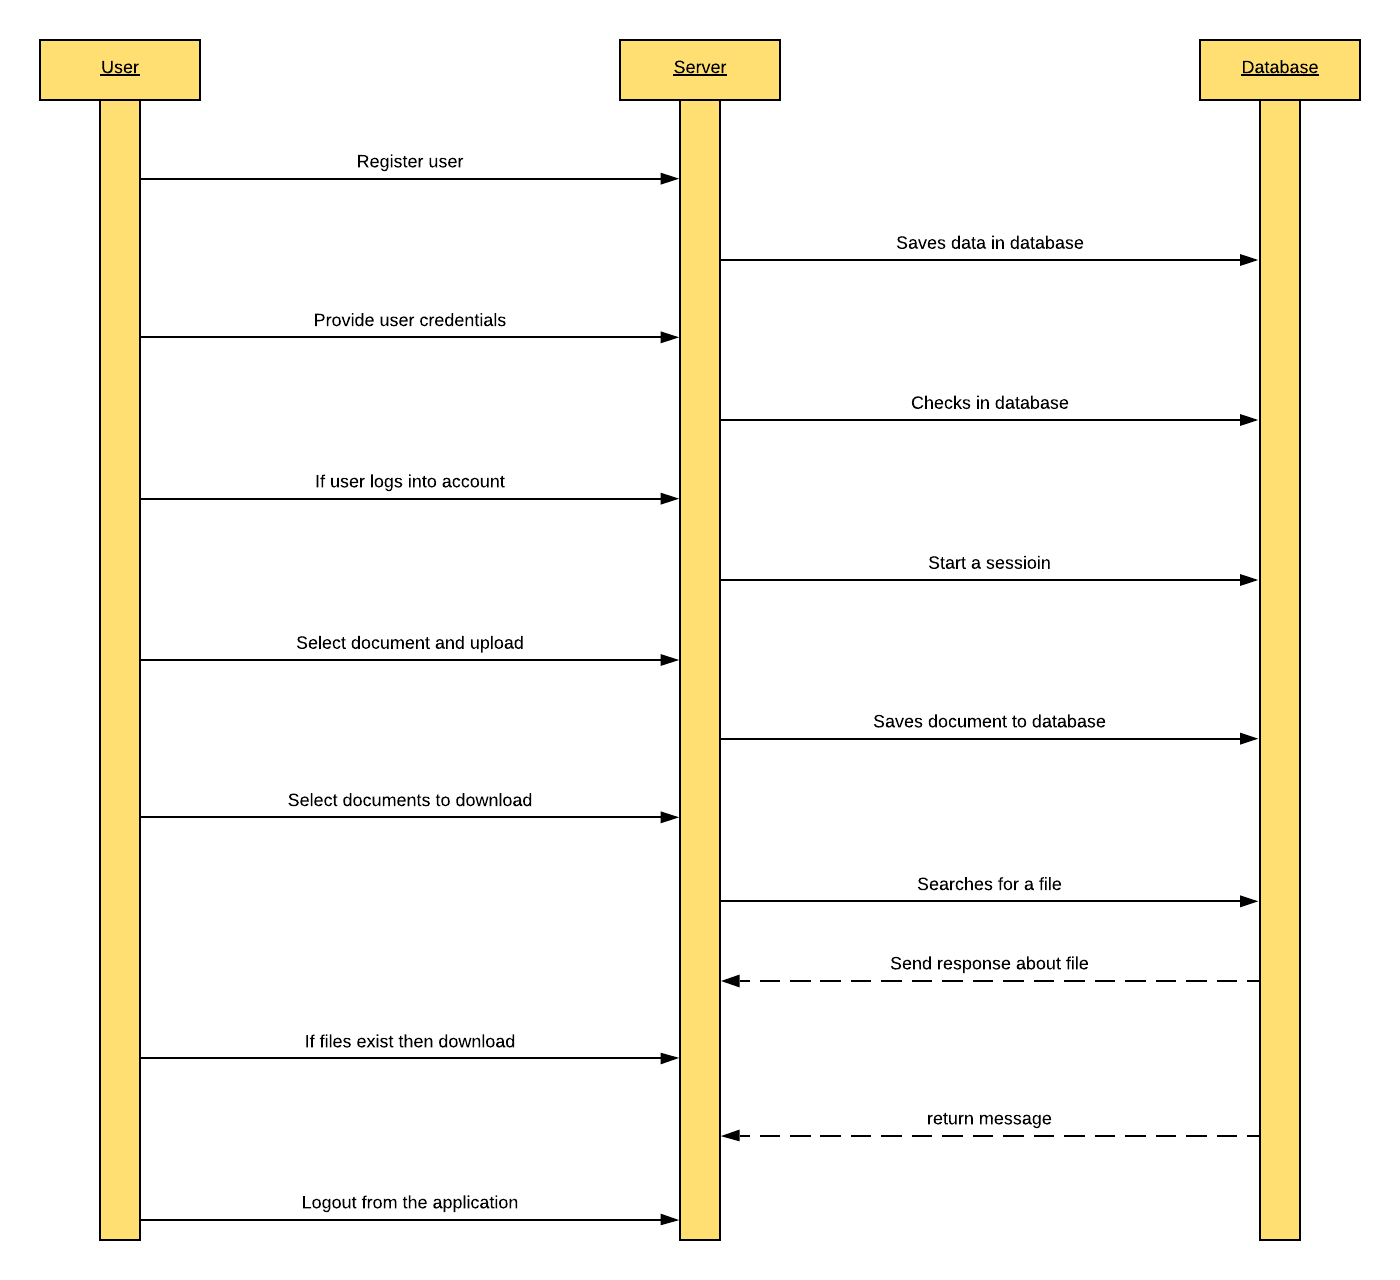 User
Server
Database
Register user
Saves data in database
Provide user credentials
Checks in database
If user logs into account
Start a sessioin
Select document and upload
Saves document to database
Select documents to download
Searches for a file
Send response about file
If files exist then download
return message
Logout from the application